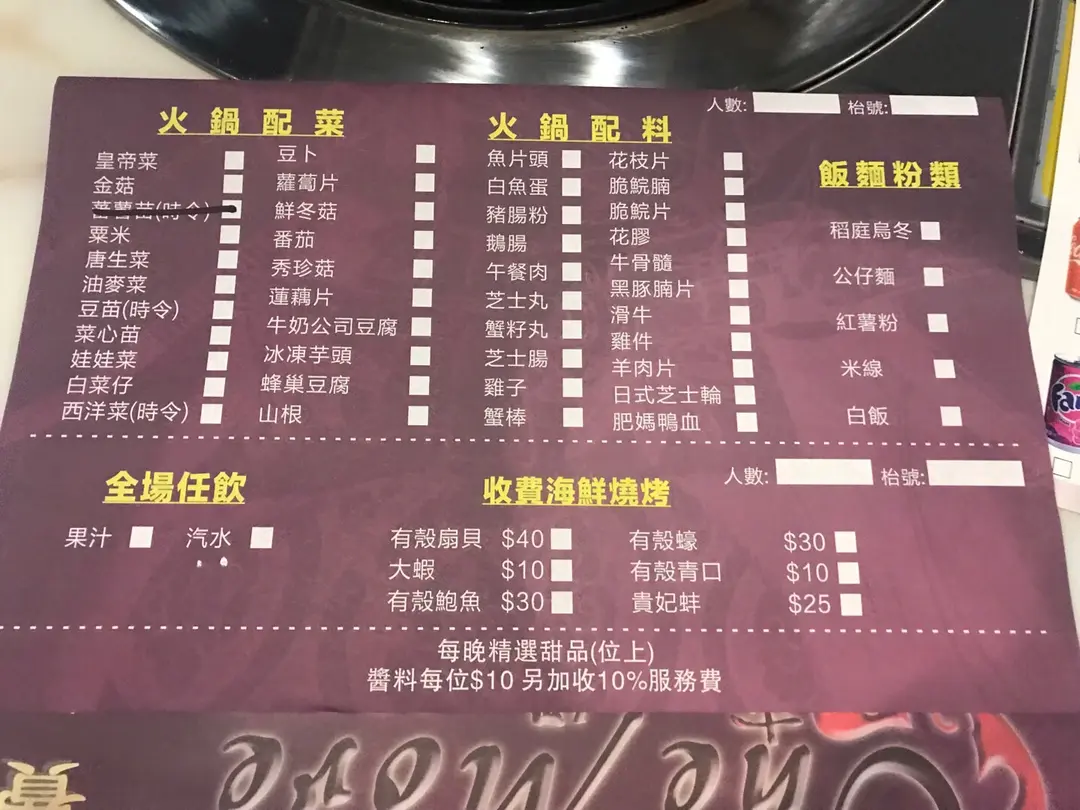 人數: 枱號:
火鍋配菜
皇帝菜
金菇
蕃薯苗(時令)
粟米
唐生菜
油麥菜
豆苗(時令)
菜心苗
娃娃菜
白菜仔
西洋菜(時令)
豆卜
蘿蔔片
鮮冬菇
番茄
秀珍菇
蓮藕片
牛奶公司豆腐
冰凍芋頭
蜂巢豆腐
山根
火鍋配料
魚片頭
白魚蛋
豬腸粉
鵝腸
午餐肉
芝士丸
蟹籽丸
芝士腸
雞子
蟹棒
花枝片
脆鯇腩
脆鯇片
花膠
牛骨髓
黑豚腩片
滑牛
雞件
羊肉片
日式芝士輪
肥媽鴨血
飯麵粉類
稻庭烏冬
公仔麵
紅薯粉
米線
白飯
人數: 枱號:
全場任飲
果汁 汽水
收費海鮮燒烤
有殼扇貝 $40
大蝦 $10
有殼鮑魚 $30
有殼蠔 $30
有殼青口 $10
貴妃蚌 $25
每晚精選甜品(位上)
醬料每位$10 另加收10%服務費
One More